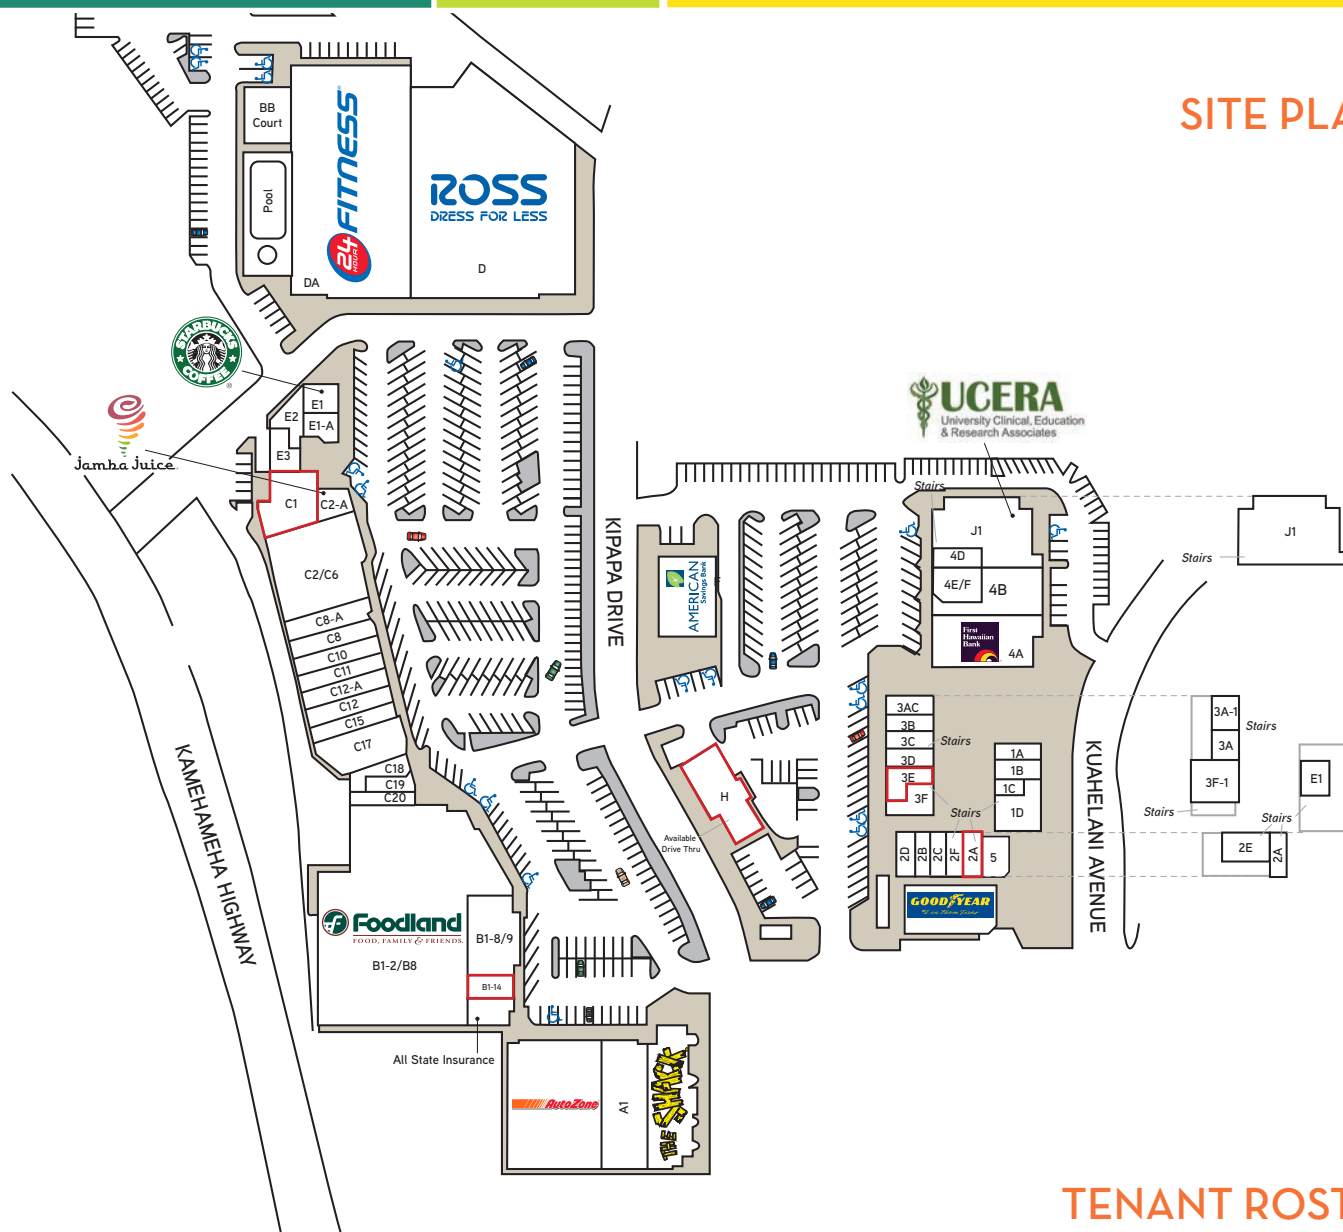 SITE PLA
BB
Court
Pool
24
HOUR
FITNESS
DA
ROSS
DRESS FOR LESS
D
STARBUCKS
COFFEE
Jamba Juice
E1
E2
E1-A
E3
C1
C2-A
C2/C6
C8-A
C8
C10
C11
C12-A
C12
C15
C17
C18
C19
C20
KIPAPA DRIVE
KAMEHAMEHA HIGHWAY
KUAHELANI AVENUE
AMERICAN
Savings Bank
UCERA
University Clinical, Education
& Research Associates
Stairs
J1
4D
4E/F
4B
First
Hawaiian
Bank
4A
3AC
3B
3C
Stairs
3D
3E
3F
1A
1B
1C
1D
Stairs
2D
2B
2C
2F
2A
5
GOODYEAR
H
Available
Drive Thru
Foodland
FOOD, FAMILY & FRIENDS.
B1-2/B8
B1-8/9
B1-14
All State Insurance
AutoZone
A1
THE SHACK
J1
Stairs
3A-1
Stairs
3A
3F-1
Stairs
E1
Stairs
2E
2A
TENANT ROST